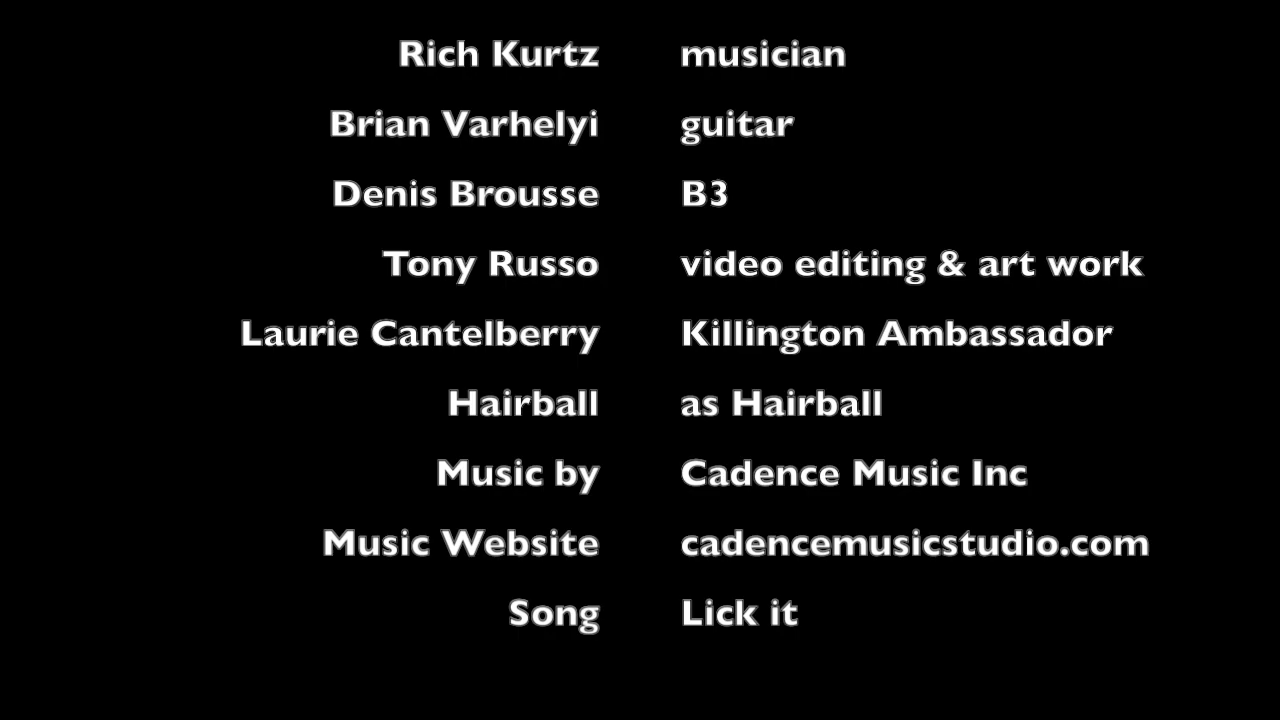 Rich Kurtz musician
Brian Varhelyi guitar
Denis Brousse B3
Tony Russo video editing & art work
Laurie Cantelberry Killington Ambassador
Hairball as Hairball
Music by Cadence Music Inc
Music Website cadencemusicstudio.com
Song Lick it